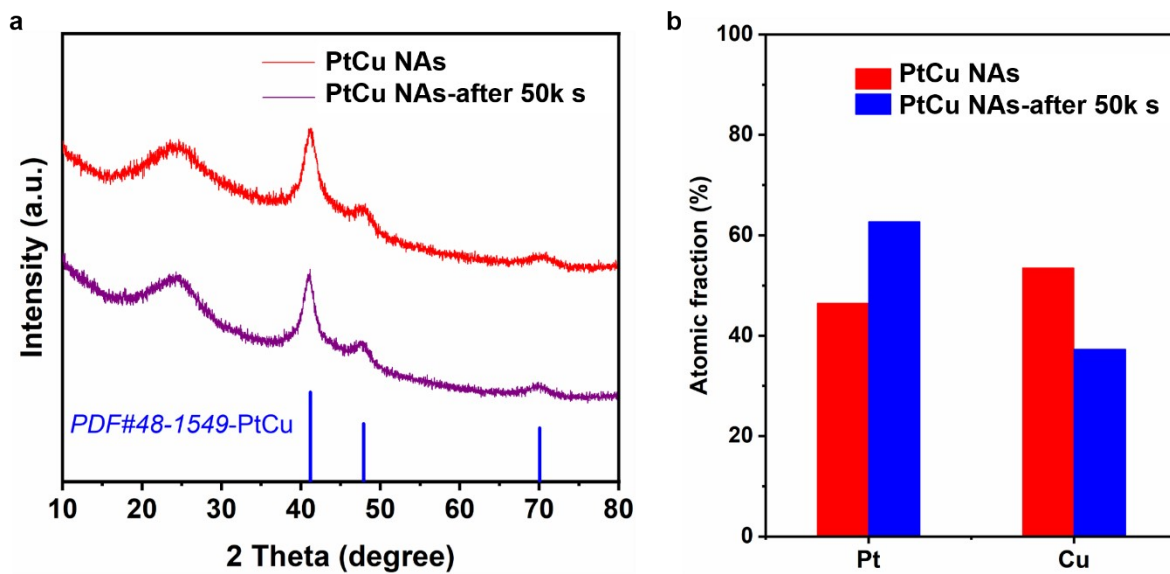 a
PtCu NAs
PtCu NAs-after 50k s
Intensity (a.u.)
PDF#48-1549-PtCu
10 20 30 40 50 60 70 80
2 Theta (degree)
b
PtCu NAs
PtCu NAs-after 50k s
Atomic fraction (%)
100
80
60
40
20
0
Pt Cu